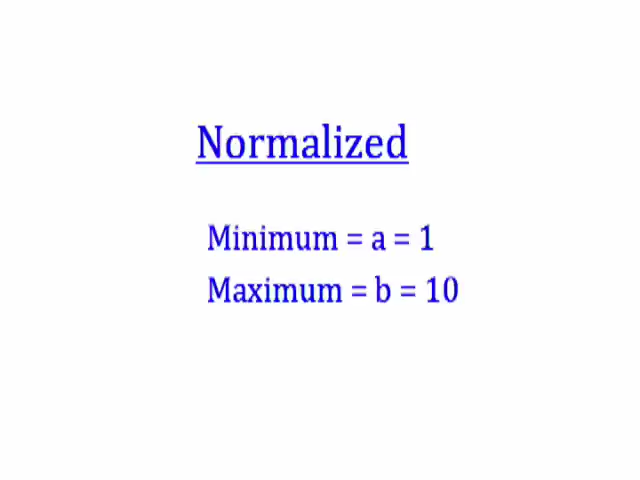 Normalized
Minimum = a = 1
Maximum = b = 10